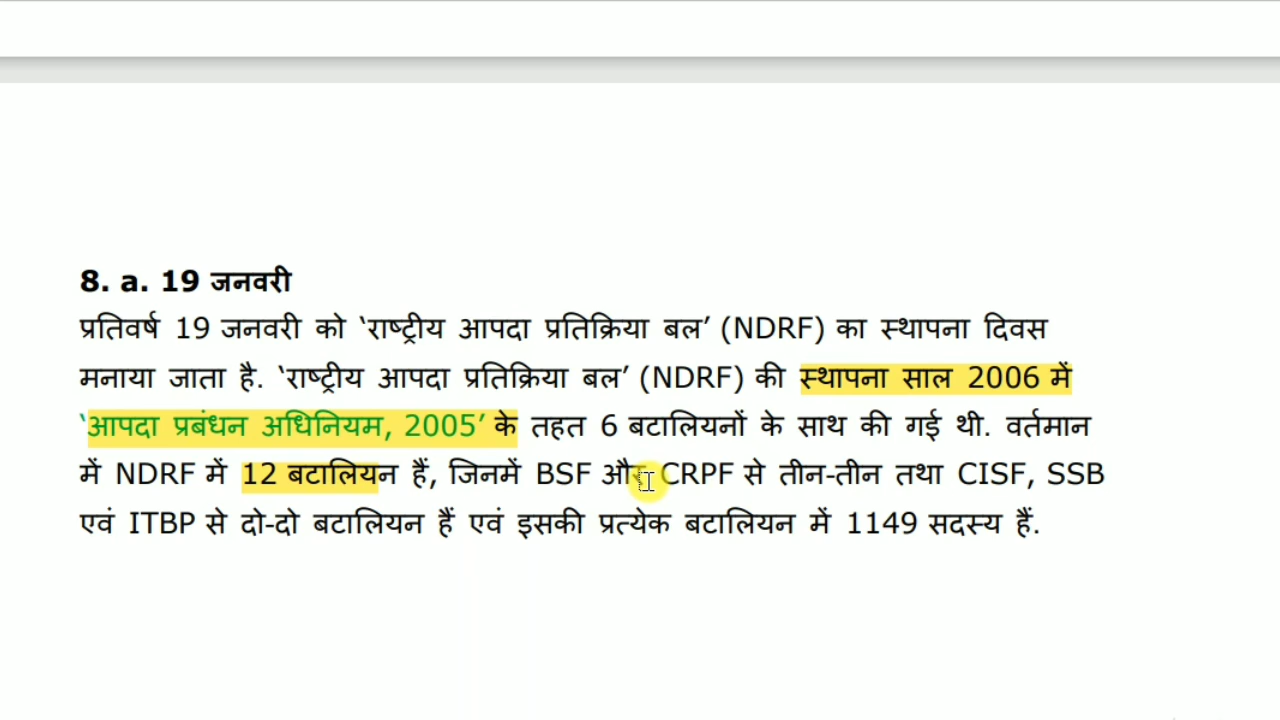 8. a. 19 जनवरी
प्रतिवर्ष 19 जनवरी को ‘राष्ट्रीय आपदा प्रतिक्रिया बल’ (NDRF) का स्थापना दिवस
मनाया जाता है. ‘राष्ट्रीय आपदा प्रतिक्रिया बल’ (NDRF) की स्थापना साल 2006 में
‘आपदा प्रबंधन अधिनियम, 2005’ के तहत 6 बटालियनों के साथ की गई थी. वर्तमान
में NDRF में 12 बटालियन हैं, जिनमें BSF और CRPF से तीन-तीन तथा CISF, SSB
एवं ITBP से दो-दो बटालियन हैं एवं इसकी प्रत्येक बटालियन में 1149 सदस्य हैं.